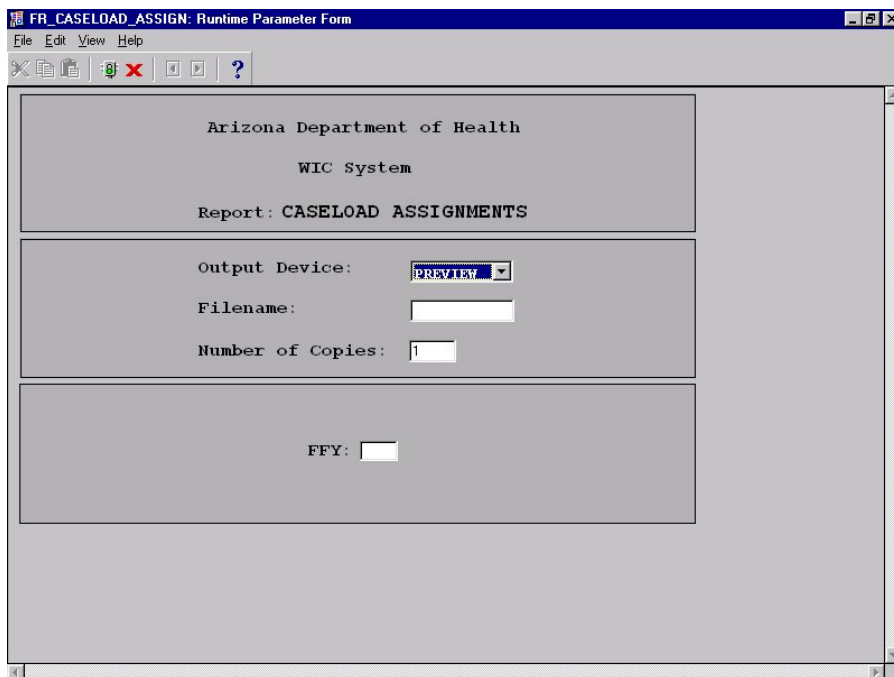 FR_CASELOAD_ASSIGN: Runtime Parameter Form
File Edit View Help
?
Arizona Department of Health
WIC System
Report: CASELOAD ASSIGNMENTS
Output Device: PREVIEW
Filename:
Number of Copies: 1
FFY: